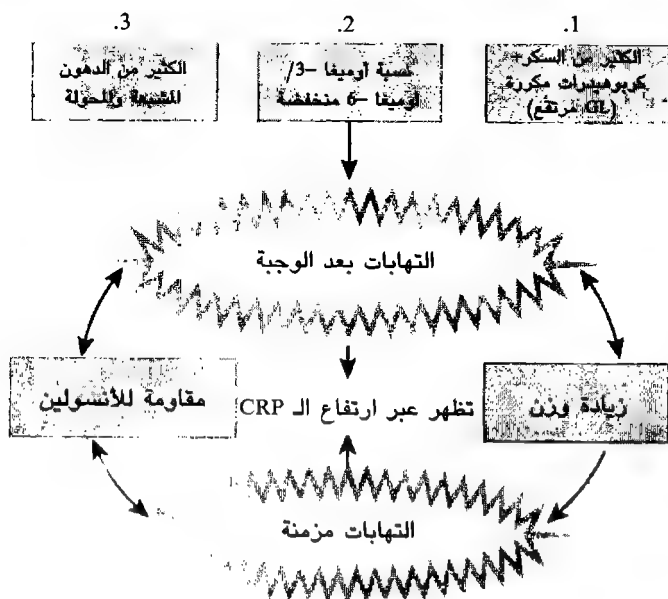 .1
الكثير من السكر+
كربوهيدرات مكررة
(GL مرتفع)
.2
نسبة أوميغا -3/
أوميغا -6 منخفضة
.3
الكثير من الدهون
المشبعة والمحولة
التهابات بعد الوجبة
زيادة وزن
تظهر عبر ارتفاع الـ CRP
مقاومة للأنسولين
التهابات مزمنة